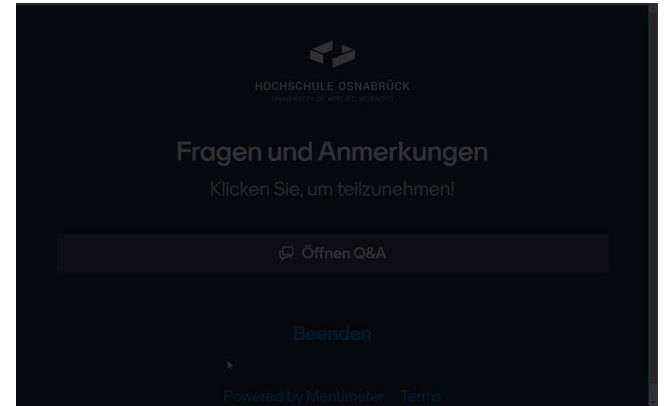 HOCHSCHULE OSNABRÜCK
UNIVERSITY OF APPLIED SCIENCES
Fragen und Anmerkungen
Klicken Sie, um teilzunehmen!
Öffnen Q&A
Beenden
Powered by Mentimeter Terms